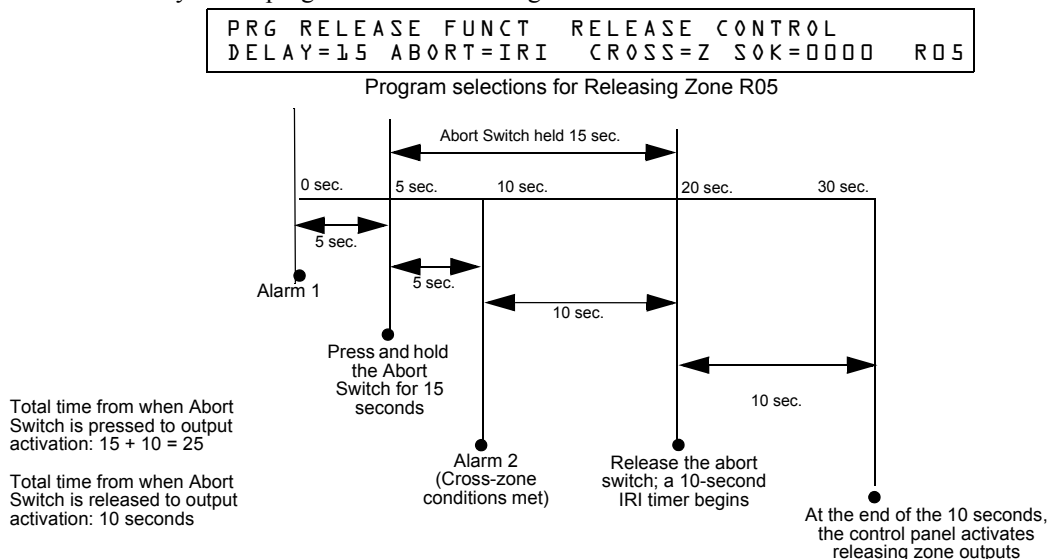 PRG RELEASE FUNCT RELEASE CONTROL
DELAY=15 ABORT=IRI CROSS=Z SOK=0000 R05
Program selections for Releasing Zone R05
Abort Switch held 15 sec.
0 sec.
5 sec.
10 sec.
20 sec.
30 sec.
5 sec.
Alarm 1
5 sec.
10 sec.
Press and hold
the Abort
Switch for 15
seconds
10 sec.
Total time from when Abort
Switch is pressed to output
activation: 15 + 10 = 25
Total time from when Abort
Switch is released to output
activation: 10 seconds
Alarm 2
(Cross-zone
conditions met)
Release the abort
switch; a 10-second
IRI timer begins
At the end of the 10 seconds,
the control panel activates
releasing zone outputs